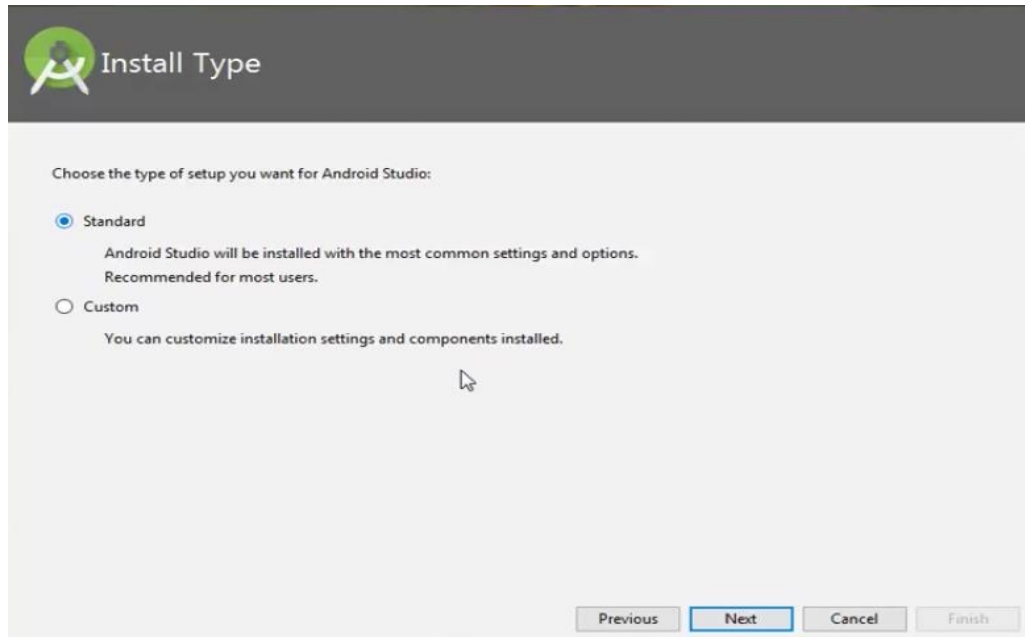 Install Type
Choose the type of setup you want for Android Studio:
Standard
Android Studio will be installed with the most common settings and options.
Recommended for most users.
Custom
You can customize installation settings and components installed.
Previous Next Cancel Finish